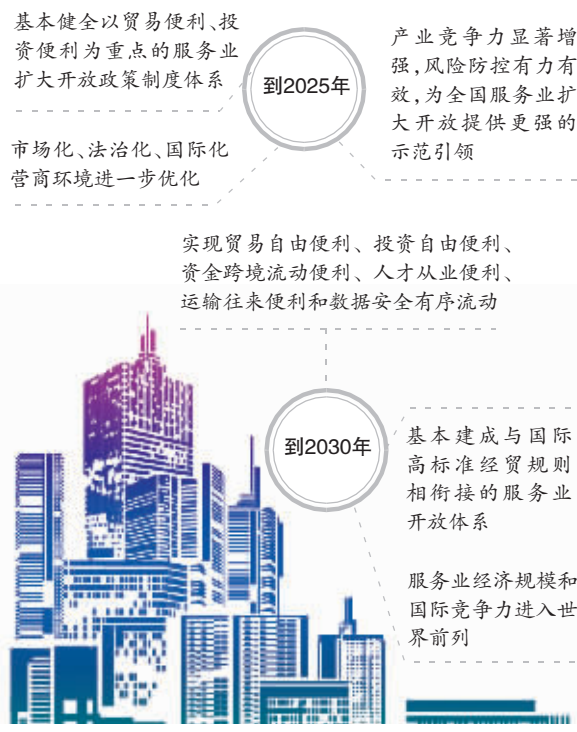 到2025年
基本健全以贸易便利、投
资便利为重点的服务业
扩大开放政策制度体系
市场化、法治化、国际化
营商环境进一步优化
产业竞争力显著增
强,风险防控有力有
效,为全国服务业扩
大开放提供更强的
示范引领
实现贸易自由便利、投资自由便利、
资金跨境流动便利、人才从业便利、
运输往来便利和数据安全有序流动
到2030年
基本建成与国际
高标准经贸规则
相衔接的服务业
开放体系
服务业经济规模和
国际竞争力进入世
界前列